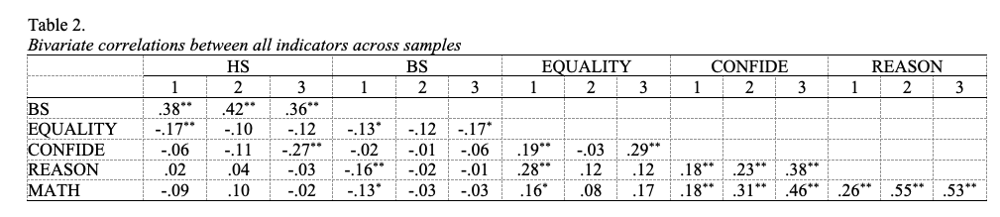 Table 2.
Bivariate correlations between all indicators across samples
HS BS EQUALITY CONFIDE REASON
1 2 3 1 2 3 1 2 3 1 2 3 1 2 3
BS .38** .42** .36**
EQUALITY -.17** -.10 -.12 -.13* -.12 -.17*
CONFIDE -.06 -.11 -.27** -.02 -.01 -.06 .19** -.03 .29**
REASON .02 .04 -.03 -.16** -.02 -.01 .28** .12 .12 .18** .23** .38**
MATH -.09 .10 -.02 -.13* -.03 -.03 .16* .08 .17 .18** .31** .46** .26** .55** .53**